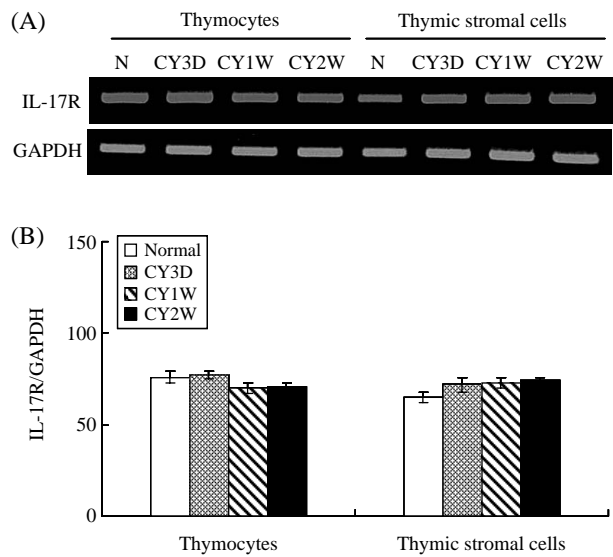 (A)
Thymocytes Thymic stromal cells
N CY3D CY1W CY2W N CY3D CY1W CY2W
IL-17R
GAPDH
(B)
150
Normal
CY3D
CY1W
CY2W
100
50
0
IL-17R/GAPDH
Thymocytes Thymic stromal cells